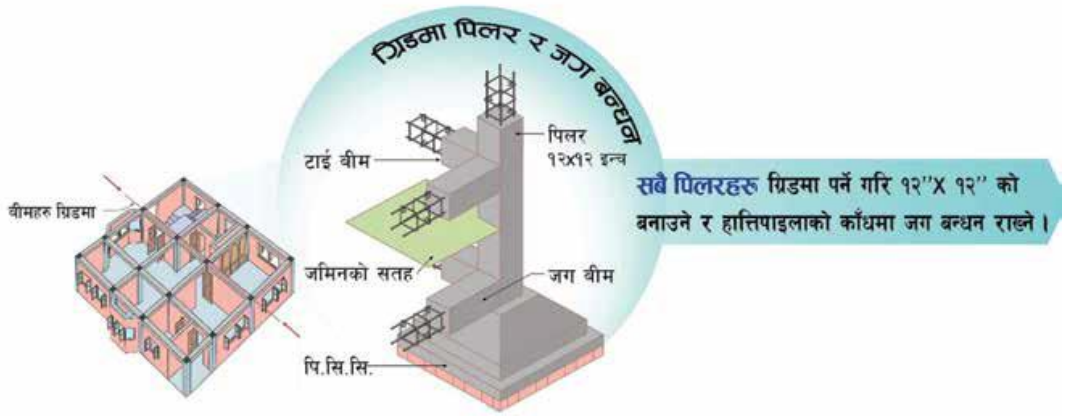 ग्रिडमा पिलर र जग बन्धन
पिलर
१२x१२ इन्च
टाई बीम
सबै पिलरहरू ग्रिडमा पर्ने गरि १२"X १२" को
बनाउने र हात्तिपाइलाको काँधमा जग बन्धन राख्ने ।
बीमहरु ग्रिडमा
जमिनको सतह
जग बीम
पि.सि.सि.